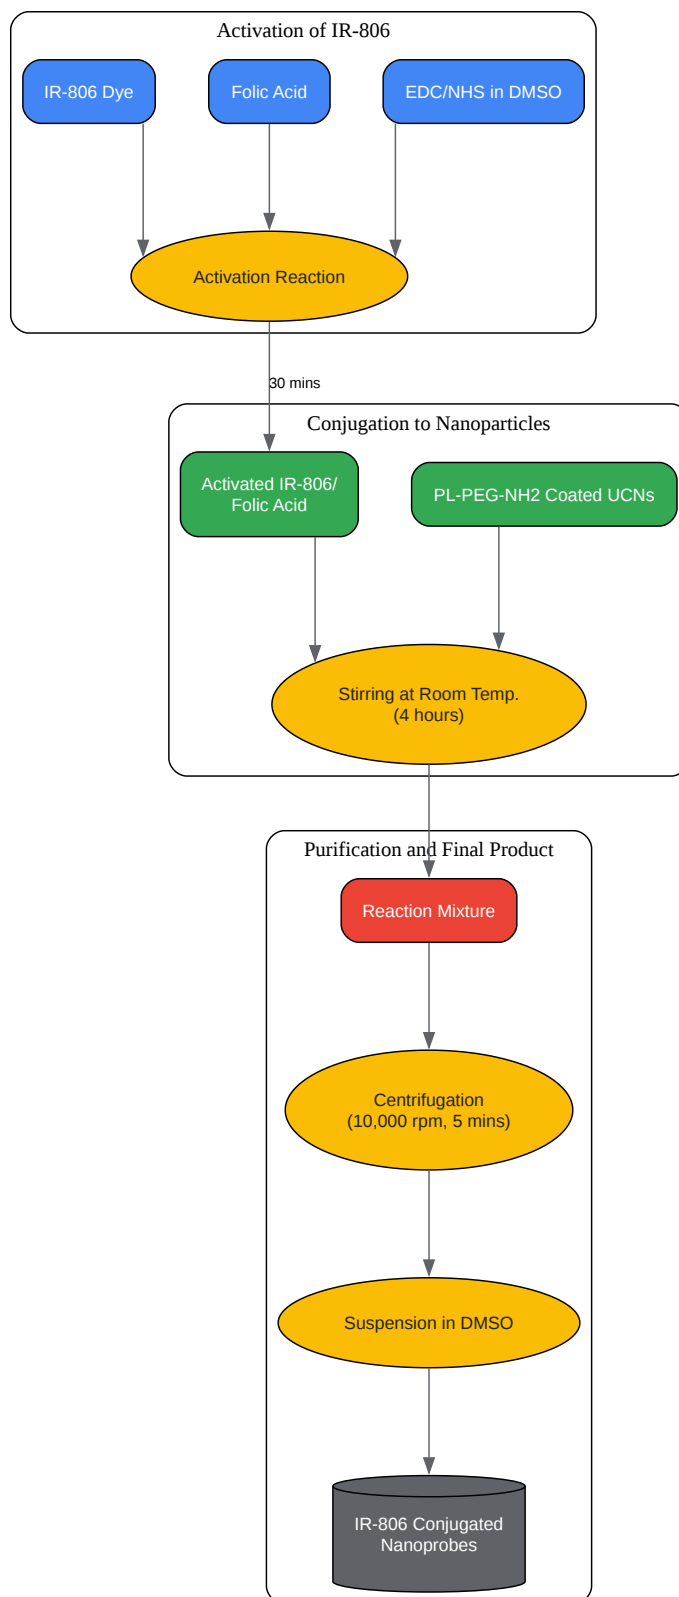 Activation of IR-806
IR-806 Dye
Folic Acid
EDC/NHS in DMSO
Activation Reaction
30 mins
Conjugation to Nanoparticles
Activated IR-806/
Folic Acid
PL-PEG-NH2 Coated UCNs
Stirring at Room Temp.
(4 hours)
Purification and Final Product
Reaction Mixture
Centrifugation
(10,000 rpm, 5 mins)
Suspension in DMSO
IR-806 Conjugated
Nanoprobes